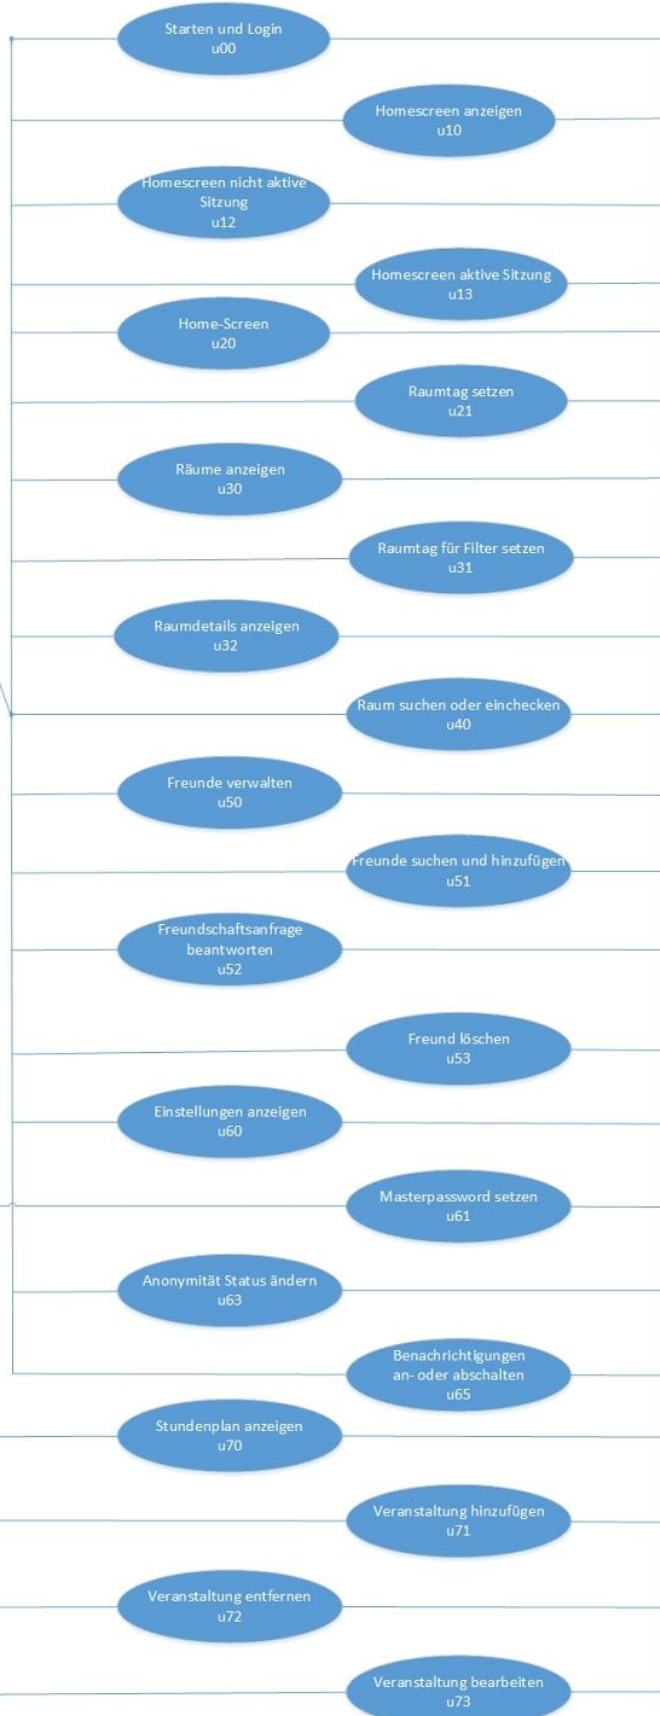 Starten und Login
u00
Homescreen anzeigen
u10
Homescreen nicht aktive
Sitzung
u12
Homescreen aktive Sitzung
u13
Home-Screen
u20
Raumtag setzen
u21
Räume anzeigen
u30
Raumtag für Filter setzen
u31
Raumdetails anzeigen
u32
Raum suchen oder einchecken
u40
Freunde verwalten
u50
Freunde suchen und hinzufügen
u51
Freundschaftsanfrage
beantworten
u52
Freund löschen
u53
Einstellungen anzeigen
u60
Masterpassword setzen
u61
Anonymität Status ändern
u63
Benachrichtigungen
an- oder abschalten
u65
Stundenplan anzeigen
u70
Veranstaltung hinzufügen
u71
Veranstaltung entfernen
u72
Veranstaltung bearbeiten
u73